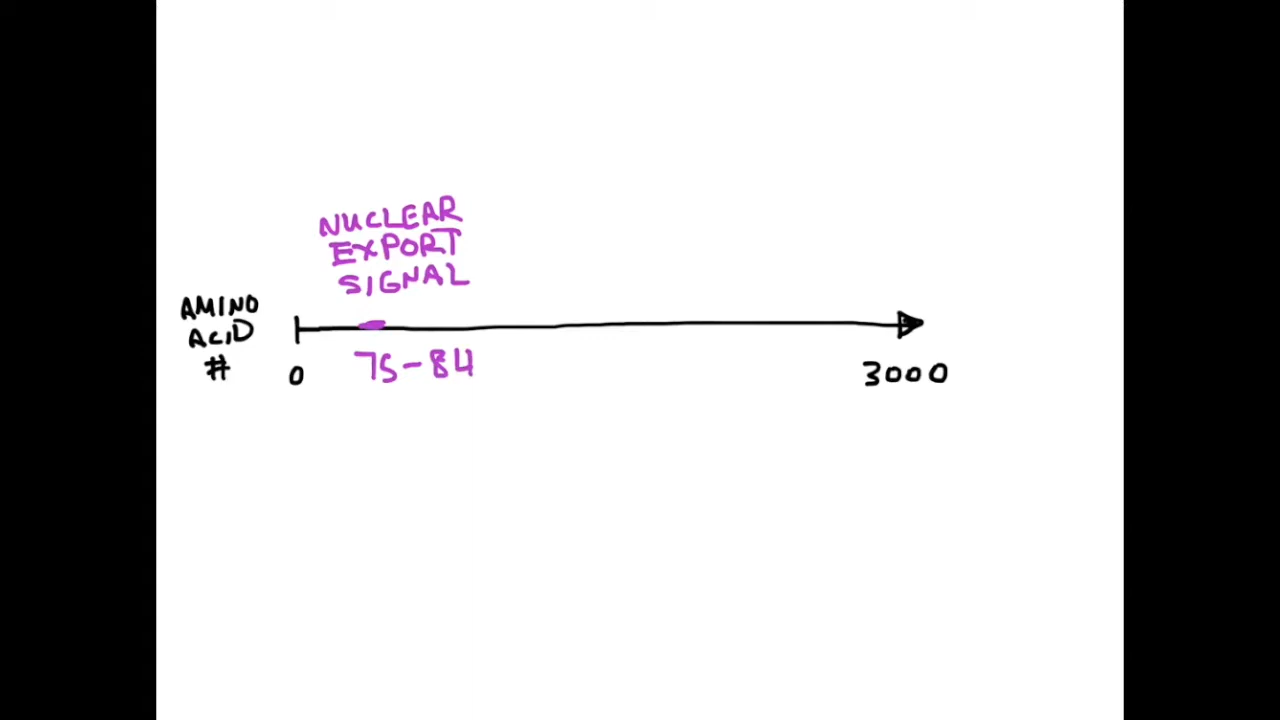 NUCLEAR
EXPORT
SIGNAL
AMINO
ACID
#
0
75-84
3000